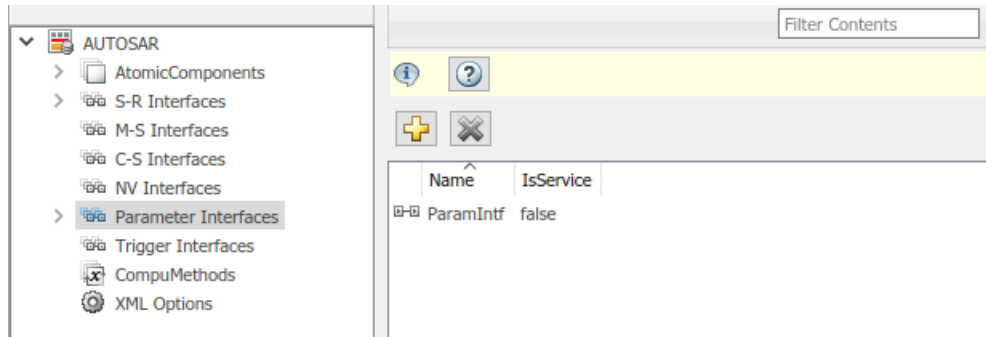 Filter Contents
AUTOSAR
AtomicComponents
S-R Interfaces
M-S Interfaces
C-S Interfaces
NV Interfaces
Parameter Interfaces
Trigger Interfaces
CompuMethods
XML Options
Name IsService
ParamIntf false